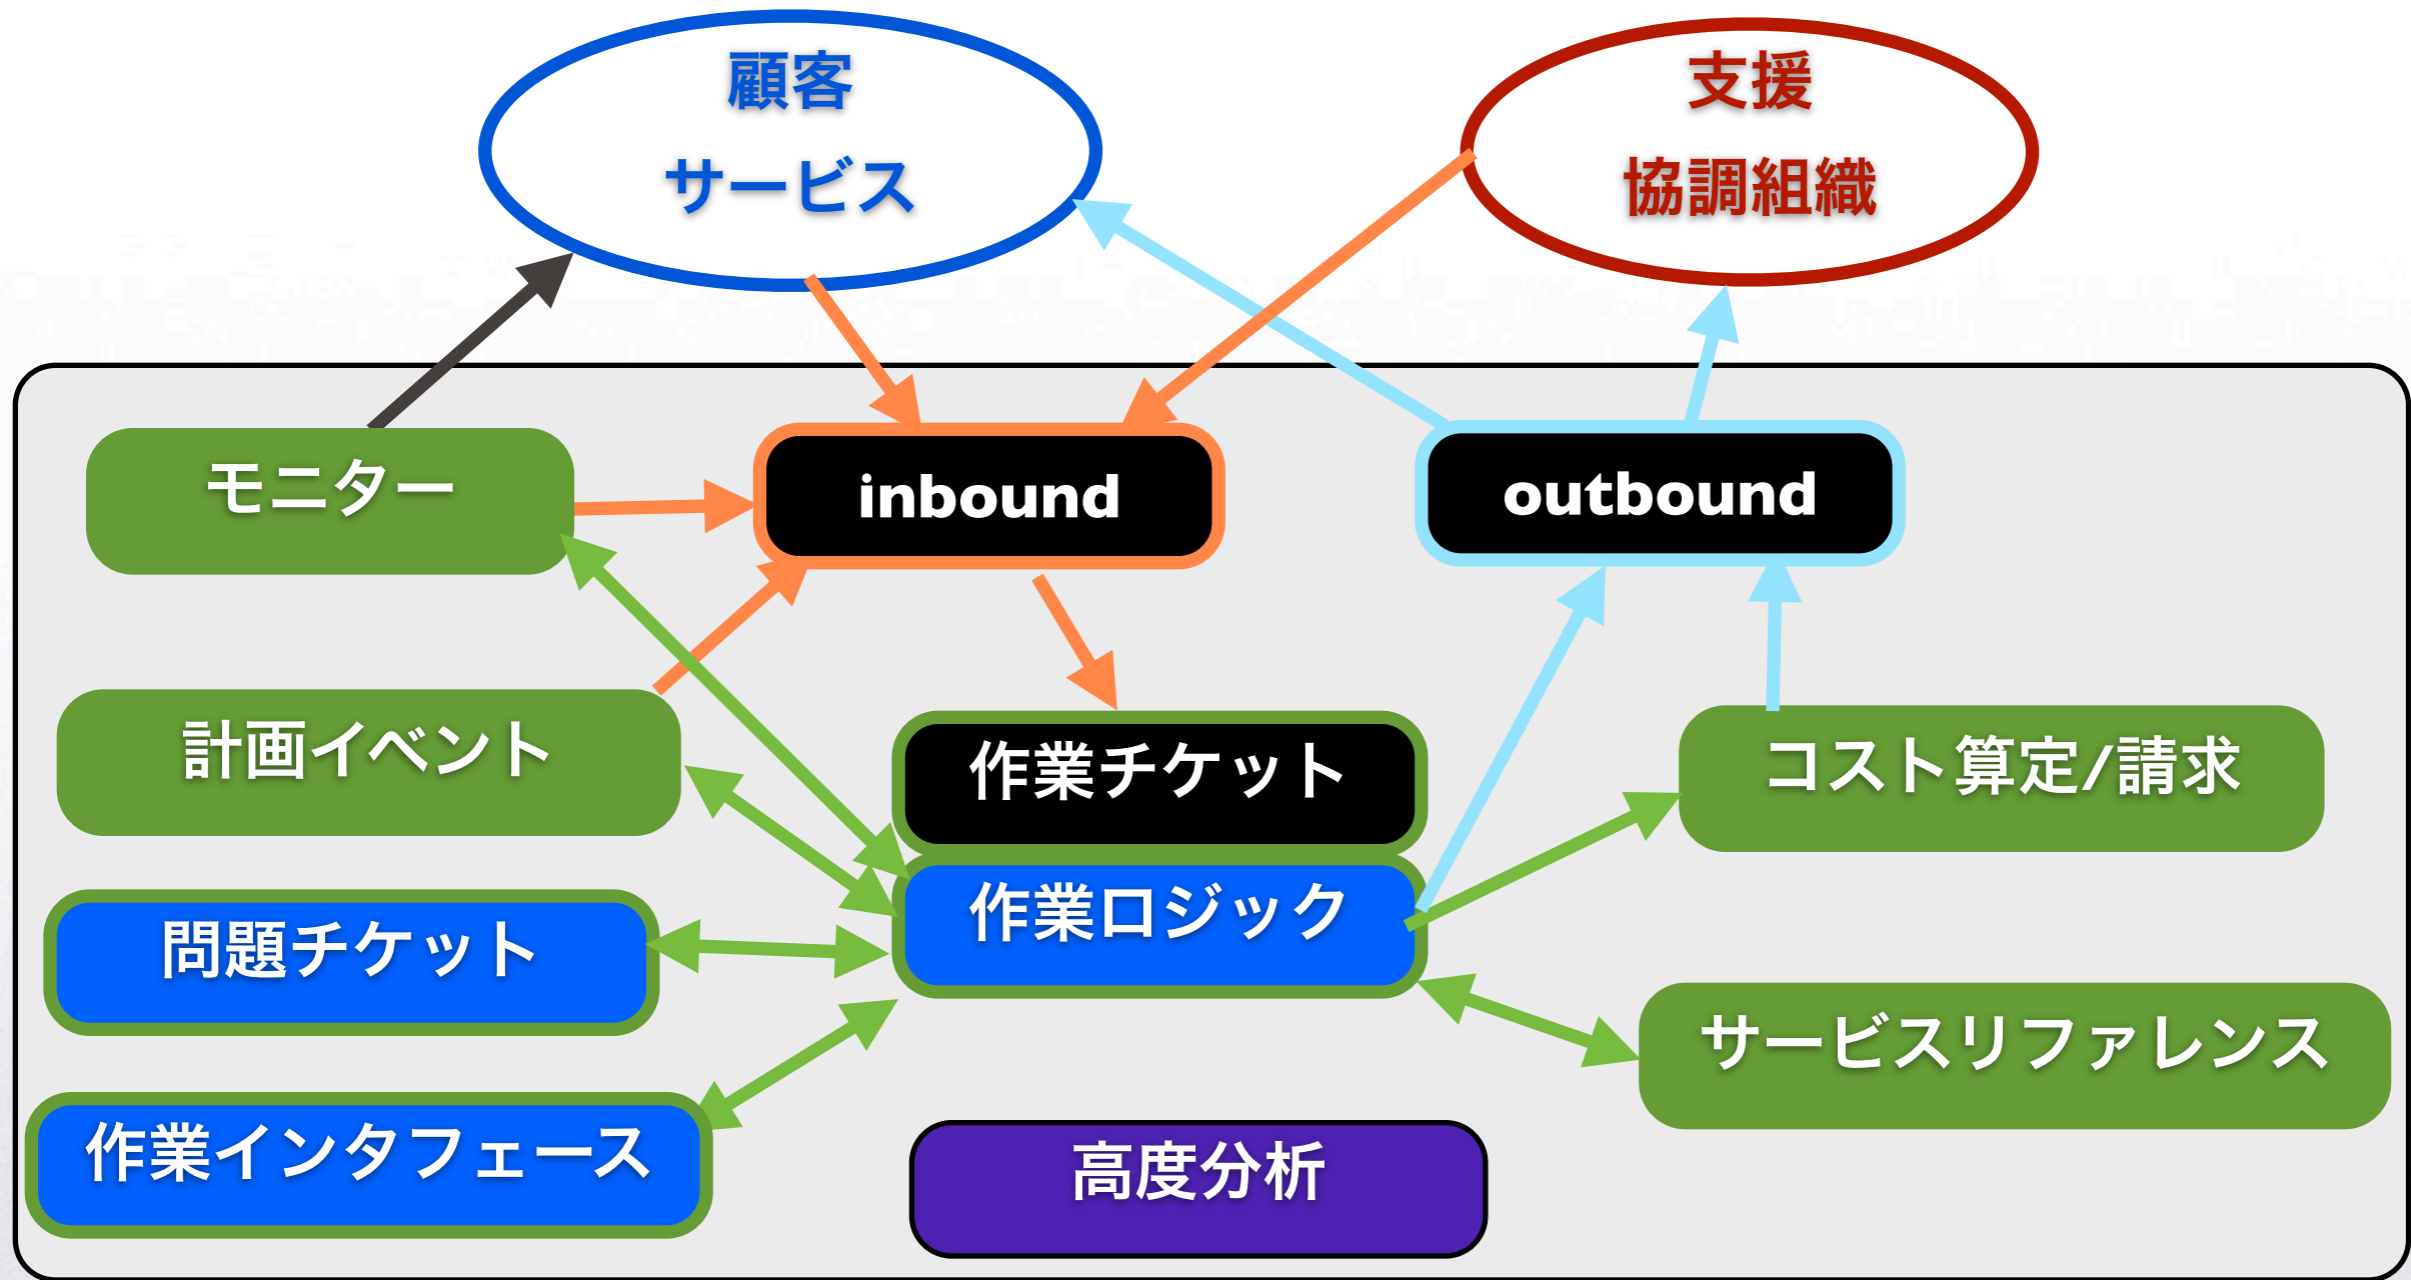 顧客
サービス
支援
協調組織
モニター
inbound
outbound
計画イベント
作業チケット
コスト算定/請求
作業ロジック
問題チケット
サービスリファレンス
作業インタフェース
高度分析